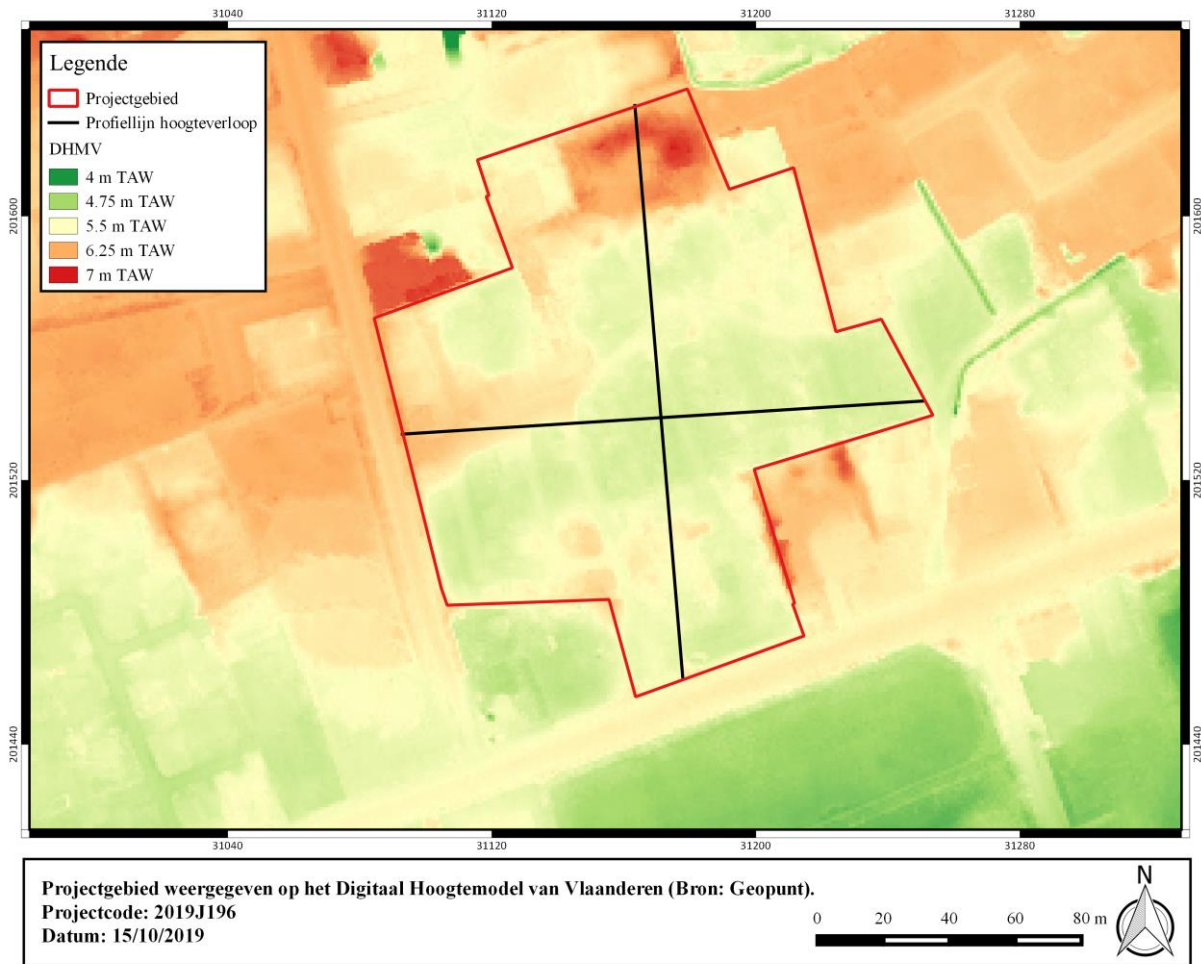 31040 31120 31200 31280
Legende
Projectgebied
Profiellijn hoogteverloop
DHMV
4 m TAW
4.75 m TAW
5.5 m TAW
6.25 m TAW
7 m TAW
201600 201600
201520 201520
201440 201440
31040 31120 31200 31280
Projectgebied weergegeven op het Digitaal Hoogtemodel van Vlaanderen (Bron: Geopunt).
Projectcode: 2019J196
Datum: 15/10/2019
0 20 40 60 80 m
N